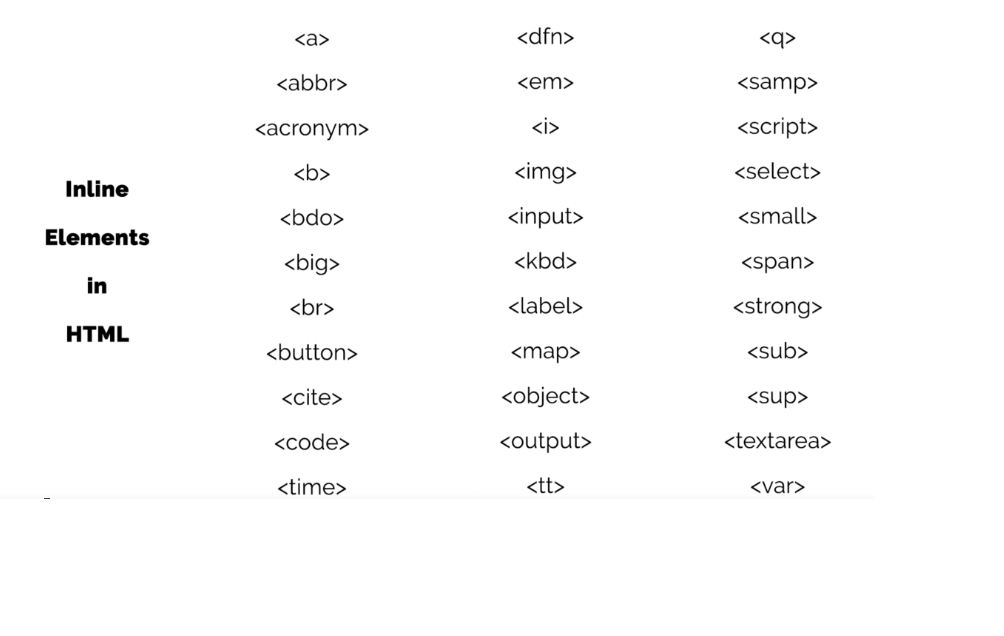 Inline
Elements
in
HTML
<a>
<abbr>
<acronym>
<b>
<bdo>
<big>
<br>
<button>
<cite>
<code>
<time>
<dfn>
<em>
<i>
<img>
<input>
<kbd>
<label>
<map>
<object>
<output>
<tt>
<q>
<samp>
<script>
<select>
<small>
<span>
<strong>
<sub>
<sup>
<textarea>
<var>